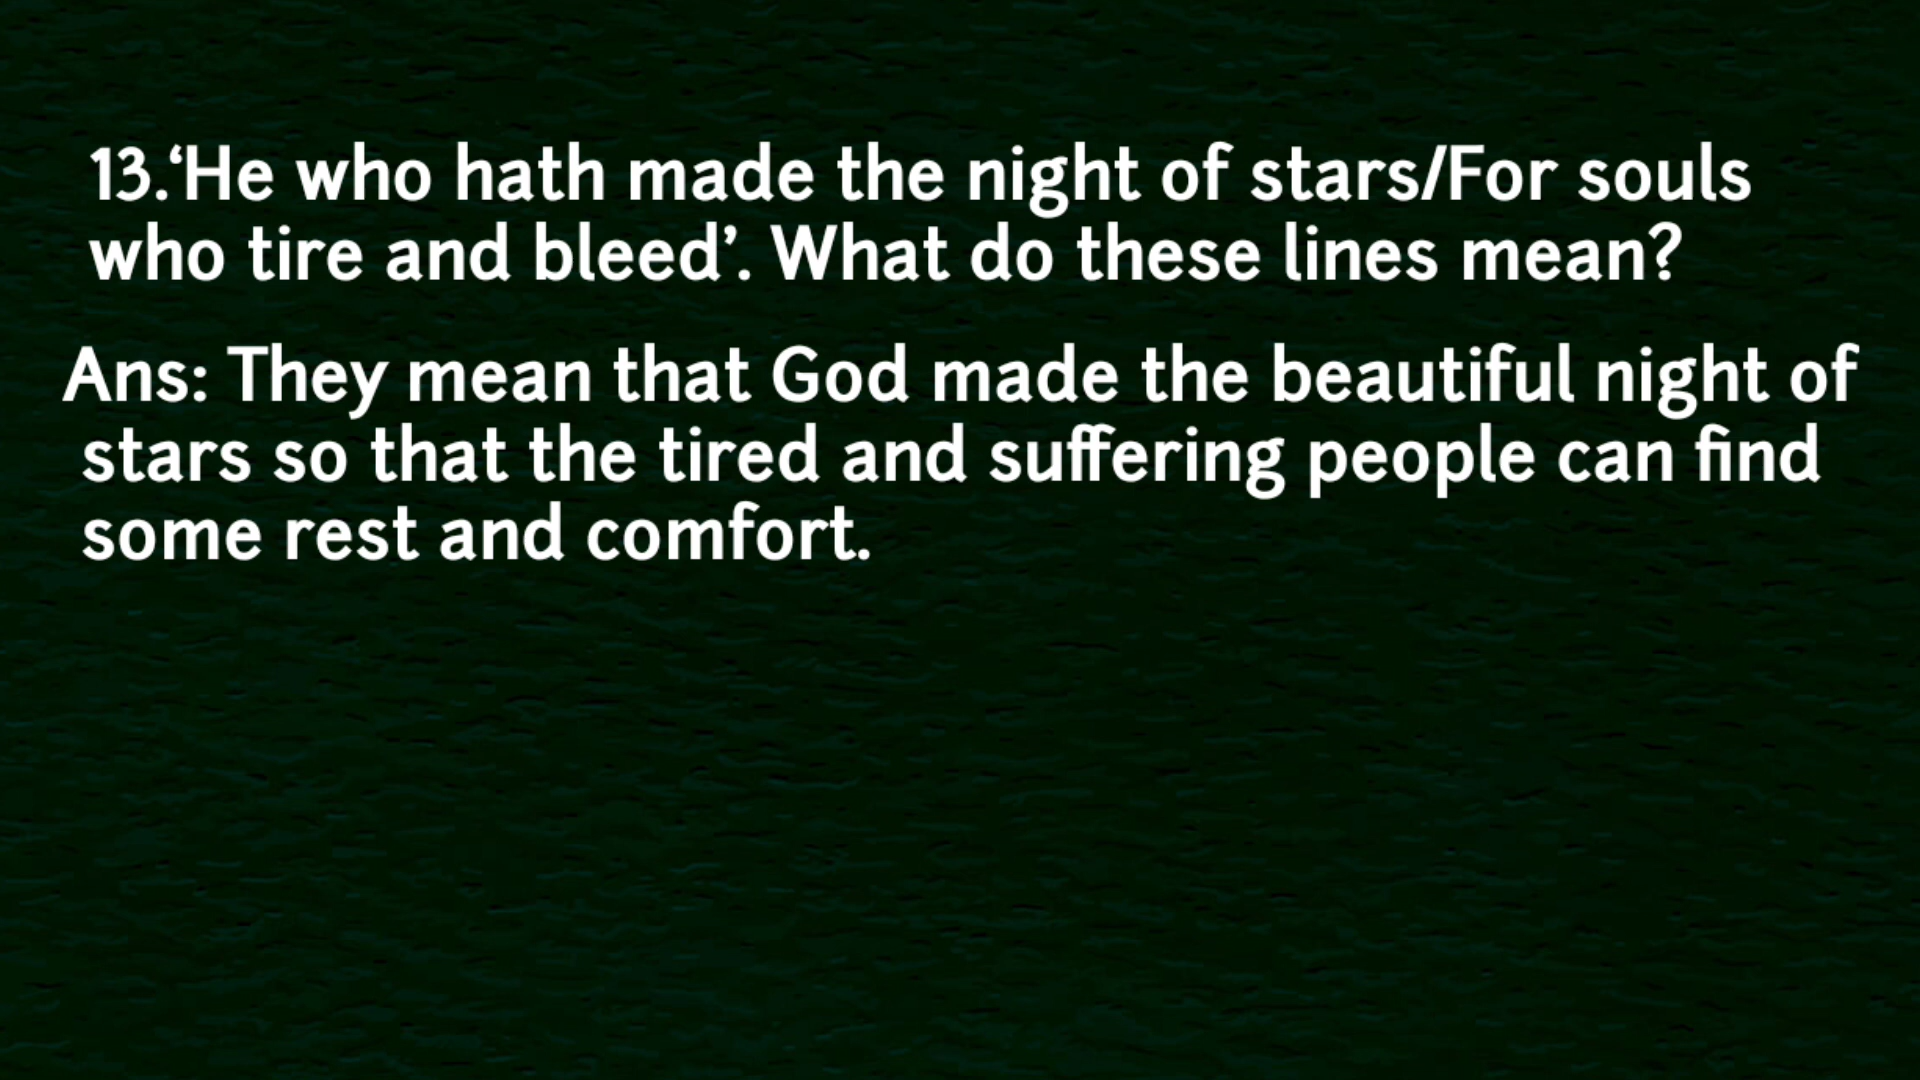 13.‘He who hath made the night of stars/For souls
who tire and bleed’. What do these lines mean?
Ans: They mean that God made the beautiful night of
stars so that the tired and suffering people can find
some rest and comfort.